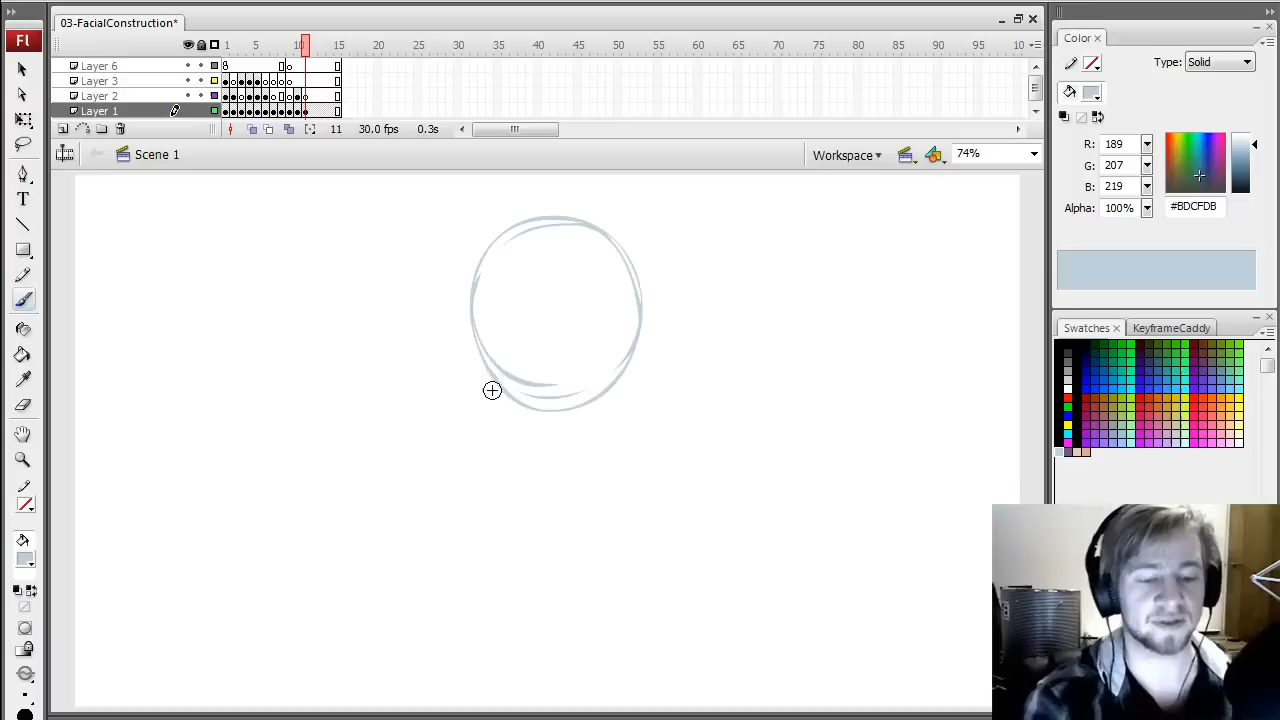 03-FacialConstruction*
Fl
1 5 10 15 20 25 30 35 40 45 50 55 60 65 70 75 80 85 90 95 10
Layer 6
Layer 3
Layer 2
Layer 1
11 30.0 fps 0.3s
Scene 1
Workspace
74%
Color
Type: Solid
R: 189
G: 207
B: 219
Alpha: 100%
#BDCFDB
Swatches
KeyframeCaddy
T